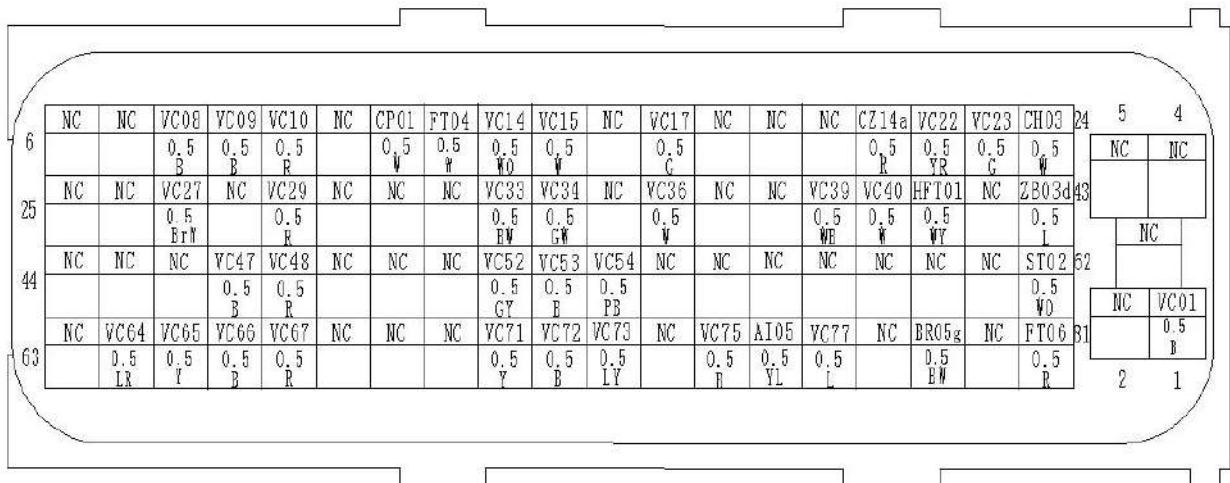 NC NC VC08 VC09 VC10 NC CP01 FT04 VC14 VC15 NC VC17 NC NC NC CZ14a VC22 VC23 CH03 24 5 4
6 0.5 0.5 0.5 0.5 0.5 0.5 0.5 0.5 0.5 0.5 0.5 0.5 NC NC
B B R W W WO W G R YR G W
NC NC VC27 NC VC29 NC NC NC VC33 VC34 NC VC36 NC NC VC39 VC40 HFT01 NC ZB03d 43
25 0.5 0.5 0.5 0.5 0.5 0.5 0.5 0.5 0.5
BrW R BW GW W WB W WY L NC
NC NC NC VC47 VC48 NC NC NC VC52 VC53 VC54 NC NC NC NC NC NC NC ST02 62
44 0.5 0.5 0.5 0.5 0.5 0.5
B R GY B PB WO NC VC01
NC VC64 VC65 VC66 VC67 NC NC NC VC71 VC72 VC73 NC VC75 AI05 VC77 NC BR05g NC FT06 81 0.5
63 0.5 0.5 0.5 0.5 0.5 0.5 0.5 0.5 0.5 0.5 0.5 0.5 B
LR Y B R Y B LY YL L BW R 2 1